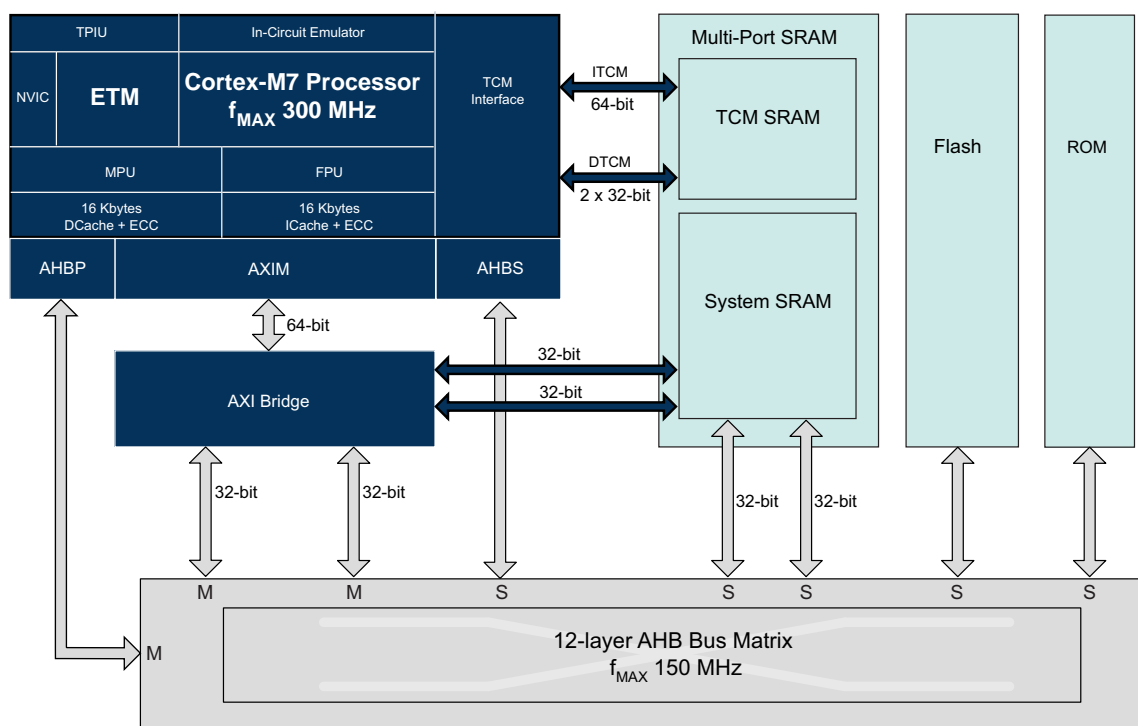 TPIU
In-Circuit Emulator
Multi-Port SRAM
NVIC
ETM
Cortex-M7 Processor
fMAX 300 MHz
TCM
Interface
ITCM
64-bit
TCM SRAM
Flash
ROM
MPU
FPU
DTCM
2 x 32-bit
16 Kbytes
DCache + ECC
16 Kbytes
ICache + ECC
AHBP
AXIM
AHBS
System SRAM
64-bit
32-bit
32-bit
AXI Bridge
32-bit
32-bit
32-bit
32-bit
M
M
S
S
S
S
S
M
12-layer AHB Bus Matrix
fMAX 150 MHz